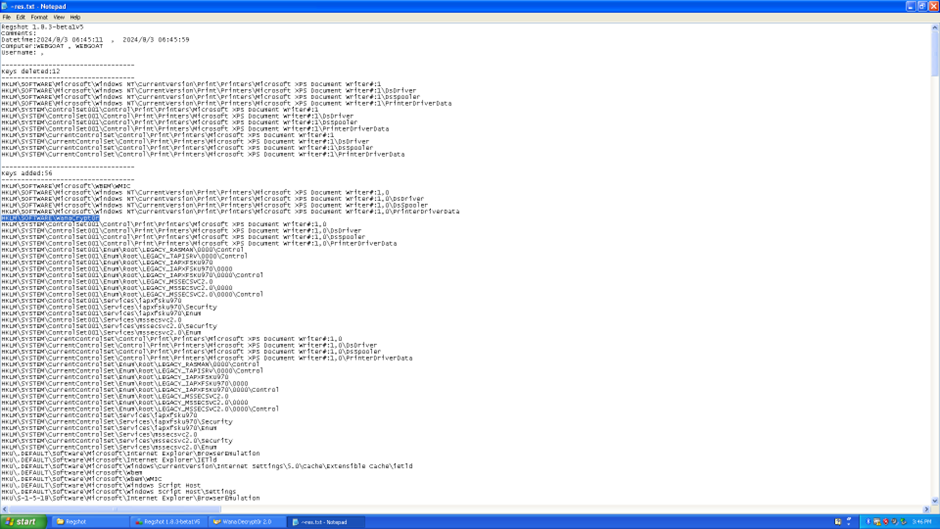 ~res.txt - Notepad
File Edit Format View Help
Regshot 1.8.3-beta1V5
Comments:
Datetime:2024/8/3 06:45:11 , 2024/8/3 06:45:59
Computer:WEBGOAT , WEBGOAT
Username: ,
----------------------------------
Keys deleted:12
----------------------------------
HKLM\SOFTWARE\Microsoft\Windows NT\CurrentVersion\Print\Printers\Microsoft XPS Document Writer#:1
HKLM\SOFTWARE\Microsoft\Windows NT\CurrentVersion\Print\Printers\Microsoft XPS Document Writer#:1\DsDriver
HKLM\SOFTWARE\Microsoft\Windows NT\CurrentVersion\Print\Printers\Microsoft XPS Document Writer#:1\DsSpooler
HKLM\SOFTWARE\Microsoft\Windows NT\CurrentVersion\Print\Printers\Microsoft XPS Document Writer#:1\PrinterDriverData
HKLM\SYSTEM\ControlSet001\Control\Print\Printers\Microsoft XPS Document Writer#:1
HKLM\SYSTEM\ControlSet001\Control\Print\Printers\Microsoft XPS Document Writer#:1\DsDriver
HKLM\SYSTEM\ControlSet001\Control\Print\Printers\Microsoft XPS Document Writer#:1\DsSpooler
HKLM\SYSTEM\ControlSet001\Control\Print\Printers\Microsoft XPS Document Writer#:1\PrinterDriverData
HKLM\SYSTEM\CurrentControlSet\Control\Print\Printers\Microsoft XPS Document Writer#:1
HKLM\SYSTEM\CurrentControlSet\Control\Print\Printers\Microsoft XPS Document Writer#:1\DsDriver
HKLM\SYSTEM\CurrentControlSet\Control\Print\Printers\Microsoft XPS Document Writer#:1\DsSpooler
HKLM\SYSTEM\CurrentControlSet\Control\Print\Printers\Microsoft XPS Document Writer#:1\PrinterDriverData
----------------------------------
Keys added:56
----------------------------------
HKLM\SOFTWARE\Microsoft\WBEM\WMIC
HKLM\SOFTWARE\Microsoft\Windows NT\CurrentVersion\Print\Printers\Microsoft XPS Document Writer#:1,0
HKLM\SOFTWARE\Microsoft\Windows NT\CurrentVersion\Print\Printers\Microsoft XPS Document Writer#:1,0\DsDriver
HKLM\SOFTWARE\Microsoft\Windows NT\CurrentVersion\Print\Printers\Microsoft XPS Document Writer#:1,0\DsSpooler
HKLM\SOFTWARE\Microsoft\Windows NT\CurrentVersion\Print\Printers\Microsoft XPS Document Writer#:1,0\PrinterDriverData
HKLM\SOFTWARE\WanaCrypt0r
HKLM\SYSTEM\ControlSet001\Control\Print\Printers\Microsoft XPS Document Writer#:1,0
HKLM\SYSTEM\ControlSet001\Control\Print\Printers\Microsoft XPS Document Writer#:1,0\DsDriver
HKLM\SYSTEM\ControlSet001\Control\Print\Printers\Microsoft XPS Document Writer#:1,0\DsSpooler
HKLM\SYSTEM\ControlSet001\Control\Print\Printers\Microsoft XPS Document Writer#:1,0\PrinterDriverData
HKLM\SYSTEM\ControlSet001\Enum\Root\LEGACY_RASMAN\0000\Control
HKLM\SYSTEM\ControlSet001\Enum\Root\LEGACY_TAPISRV\0000\Control
HKLM\SYSTEM\ControlSet001\Enum\Root\LEGACY_IAPXFSKU970
HKLM\SYSTEM\ControlSet001\Enum\Root\LEGACY_IAPXFSKU970\0000
HKLM\SYSTEM\ControlSet001\Enum\Root\LEGACY_IAPXFSKU970\0000\Control
HKLM\SYSTEM\ControlSet001\Enum\Root\LEGACY_MSSECSVC2.0
HKLM\SYSTEM\ControlSet001\Enum\Root\LEGACY_MSSECSVC2.0\0000
HKLM\SYSTEM\ControlSet001\Enum\Root\LEGACY_MSSECSVC2.0\0000\Control
HKLM\SYSTEM\ControlSet001\Services\iapxfsku970
HKLM\SYSTEM\ControlSet001\Services\iapxfsku970\Security
HKLM\SYSTEM\ControlSet001\Services\iapxfsku970\Enum
HKLM\SYSTEM\ControlSet001\Services\mssecsvc2.0
HKLM\SYSTEM\ControlSet001\Services\mssecsvc2.0\Security
HKLM\SYSTEM\ControlSet001\Services\mssecsvc2.0\Enum
HKLM\SYSTEM\CurrentControlSet\Control\Print\Printers\Microsoft XPS Document Writer#:1,0
HKLM\SYSTEM\CurrentControlSet\Control\Print\Printers\Microsoft XPS Document Writer#:1,0\DsDriver
HKLM\SYSTEM\CurrentControlSet\Control\Print\Printers\Microsoft XPS Document Writer#:1,0\DsSpooler
HKLM\SYSTEM\CurrentControlSet\Control\Print\Printers\Microsoft XPS Document Writer#:1,0\PrinterDriverData
HKLM\SYSTEM\CurrentControlSet\Enum\Root\LEGACY_RASMAN\0000\Control
HKLM\SYSTEM\CurrentControlSet\Enum\Root\LEGACY_TAPISRV\0000\Control
HKLM\SYSTEM\CurrentControlSet\Enum\Root\LEGACY_IAPXFSKU970
HKLM\SYSTEM\CurrentControlSet\Enum\Root\LEGACY_IAPXFSKU970\0000
HKLM\SYSTEM\CurrentControlSet\Enum\Root\LEGACY_IAPXFSKU970\0000\Control
HKLM\SYSTEM\CurrentControlSet\Enum\Root\LEGACY_MSSECSVC2.0
HKLM\SYSTEM\CurrentControlSet\Enum\Root\LEGACY_MSSECSVC2.0\0000
HKLM\SYSTEM\CurrentControlSet\Enum\Root\LEGACY_MSSECSVC2.0\0000\Control
HKLM\SYSTEM\CurrentControlSet\Services\iapxfsku970
HKLM\SYSTEM\CurrentControlSet\Services\iapxfsku970\Security
HKLM\SYSTEM\CurrentControlSet\Services\iapxfsku970\Enum
HKLM\SYSTEM\CurrentControlSet\Services\mssecsvc2.0
HKLM\SYSTEM\CurrentControlSet\Services\mssecsvc2.0\Security
HKLM\SYSTEM\CurrentControlSet\Services\mssecsvc2.0\Enum
HKU\.DEFAULT\Software\Microsoft\Internet Explorer\BrowserEmulation
HKU\.DEFAULT\Software\Microsoft\Internet Explorer\IETld
HKU\.DEFAULT\Software\Microsoft\Windows\CurrentVersion\Internet Settings\5.0\Cache\Extensible Cache\ietld
HKU\.DEFAULT\Software\Microsoft\Wbem
HKU\.DEFAULT\Software\Microsoft\Wbem\WMIC
HKU\.DEFAULT\Software\Microsoft\Windows Script Host
HKU\.DEFAULT\Software\Microsoft\Windows Script Host\Settings
HKU\S-1-5-18\Software\Microsoft\Internet Explorer\BrowserEmulation
start Regshot Regshot 1.8.3-beta1V5 Wana Decrypt0r 2.0 ~res.txt - Notepad 3:46 PM